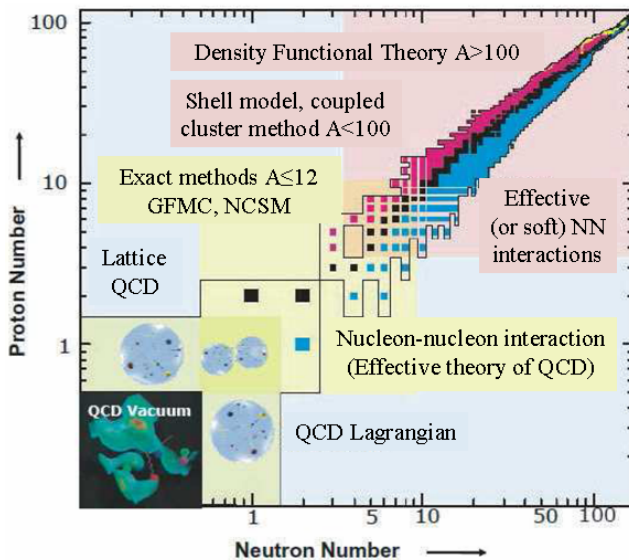 100
Density Functional Theory A>100
Shell model, coupled
cluster method A<100
10
Exact methods A≤12
GFMC, NCSM
Effective
(or soft) NN
interactions
Lattice
QCD
Proton Number
1
Nucleon-nucleon interaction
(Effective theory of QCD)
QCD Vacuum
QCD Lagrangian
1
5
10
50
100
Neutron Number